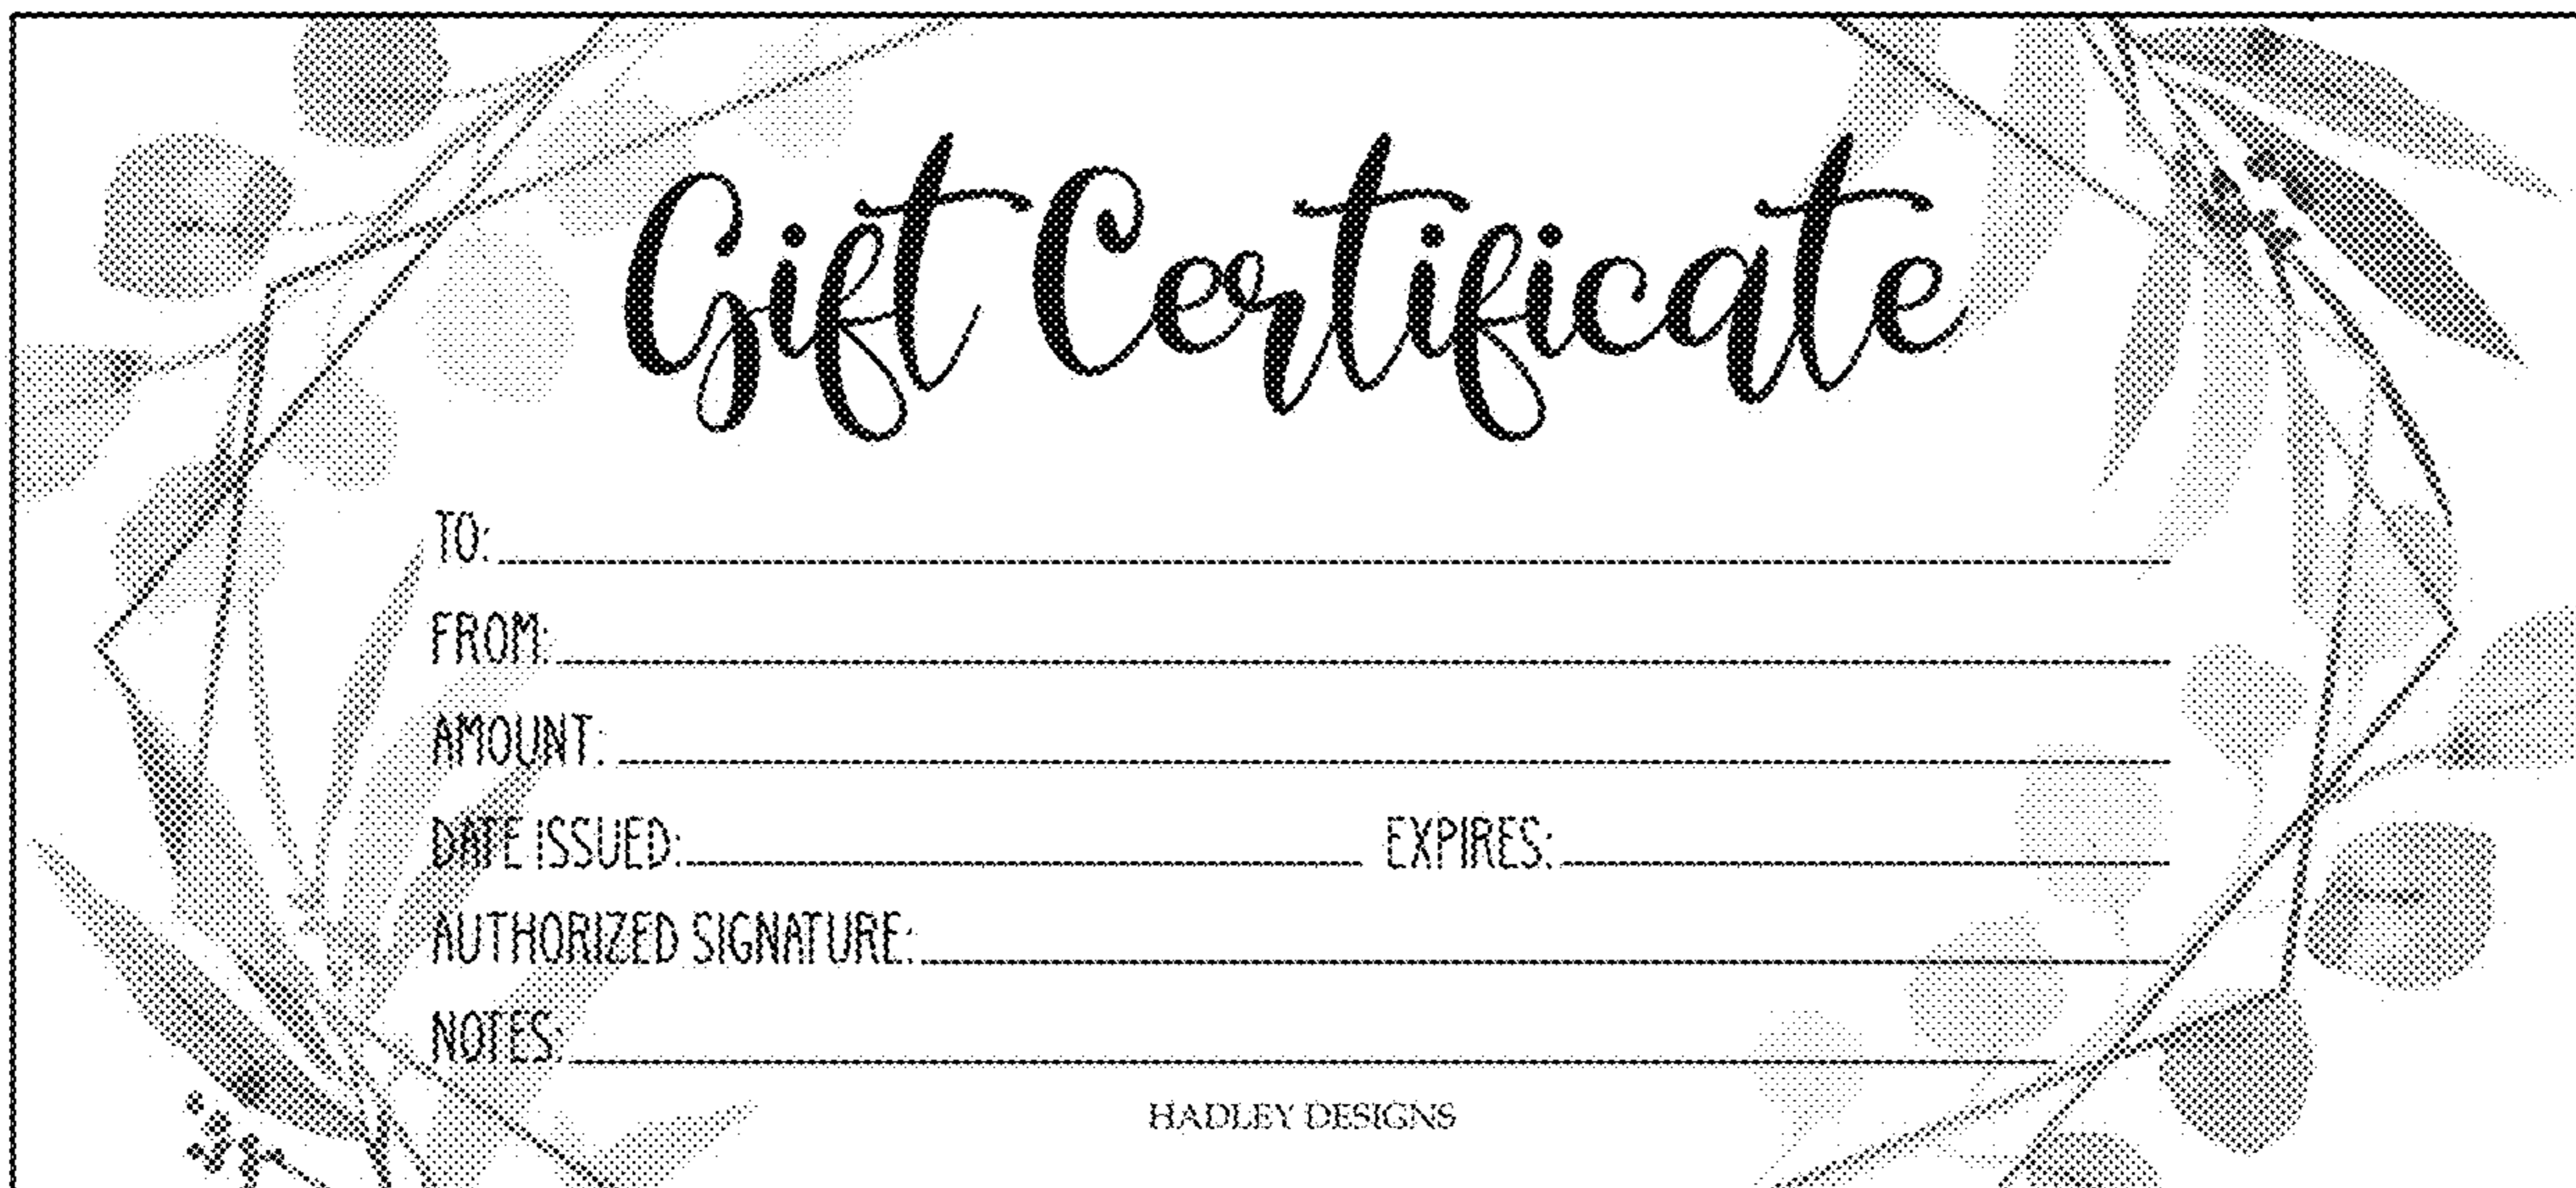 Gift Certificate
TO:
FROM:
AMOUNT:
DATE ISSUED: EXPIRES:
AUTHORIZED SIGNATURE:
NOTES:
HADLEY DESIGNS